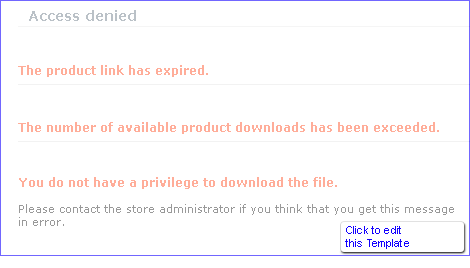 Access denied
The product link has expired.
The number of available product downloads has been exceeded.
You do not have a privilege to download the file.
Please contact the store administrator if you think that you get this message
in error.
Click to edit
this Template